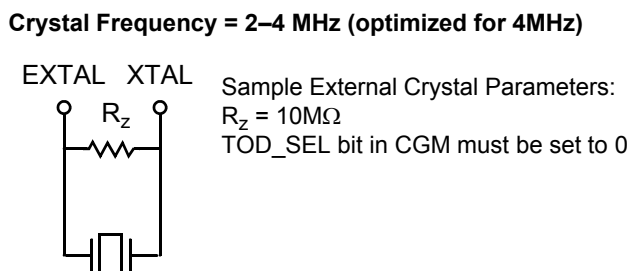 Crystal Frequency = 2–4 MHz (optimized for 4MHz)
EXTAL XTAL
Rz
Sample External Crystal Parameters:
Rz = 10MΩ
TOD_SEL bit in CGM must be set to 0